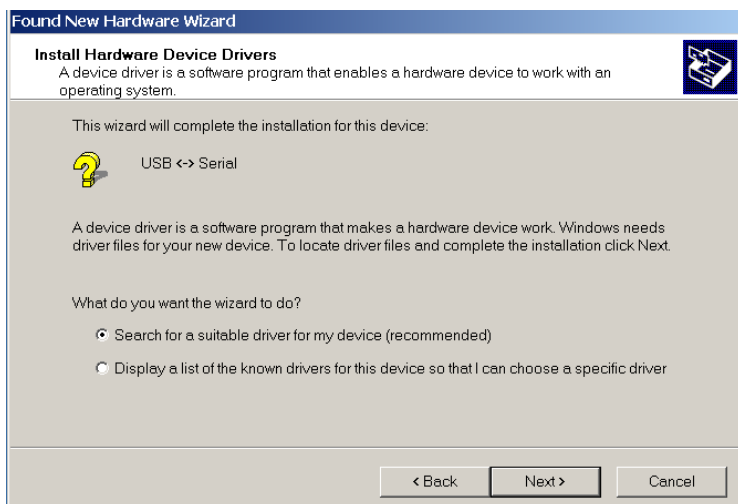 Found New Hardware Wizard
Install Hardware Device Drivers
A device driver is a software program that enables a hardware device to work with an
operating system.
This wizard will complete the installation for this device:
USB <-> Serial
A device driver is a software program that makes a hardware device work. Windows needs
driver files for your new device. To locate driver files and complete the installation click Next.
What do you want the wizard to do?
Search for a suitable driver for my device (recommended)
Display a list of the known drivers for this device so that I can choose a specific driver
< Back
Next >
Cancel